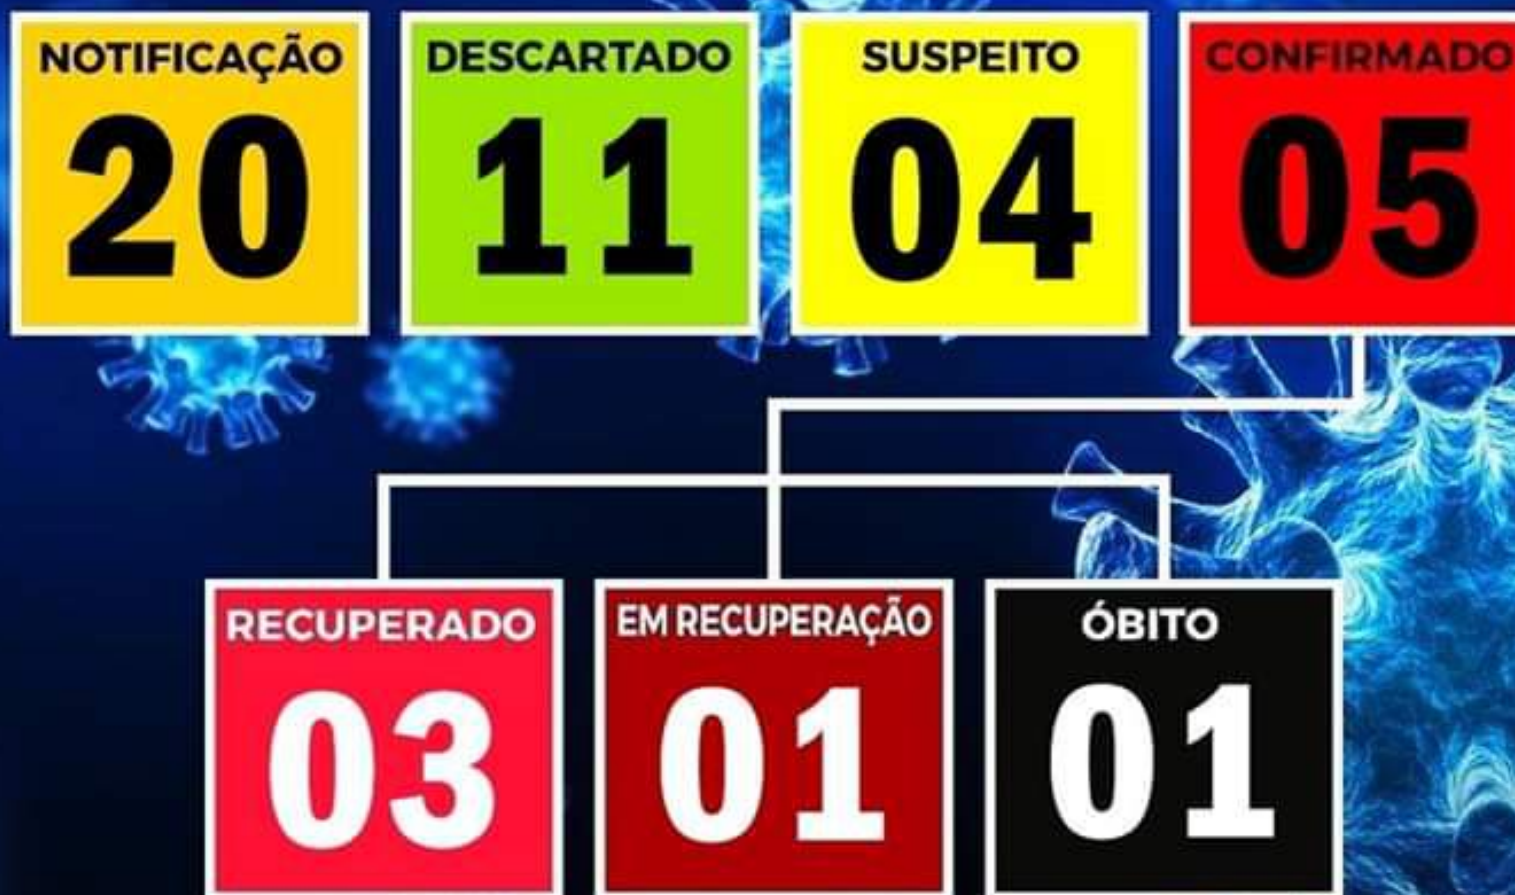 NOTIFICAÇÃO
20
DESCARTADO
11
SUSPEITO
04
CONFIRMADO
05
RECUPERADO
03
EM RECUPERAÇÃO
01
ÓBITO
01